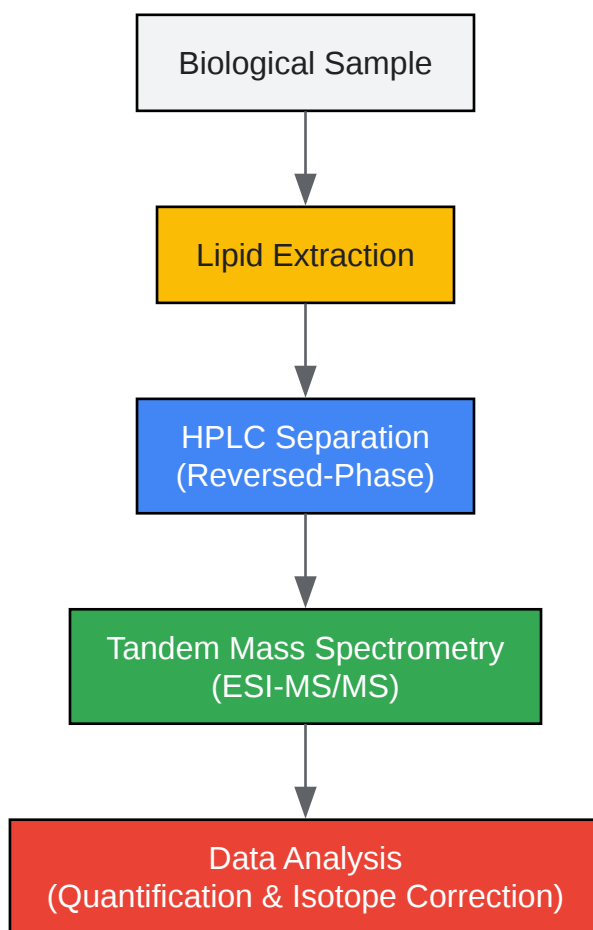 Biological Sample
Lipid Extraction
HPLC Separation
(Reversed-Phase)
Tandem Mass Spectrometry
(ESI-MS/MS)
Data Analysis
(Quantification & Isotope Correction)